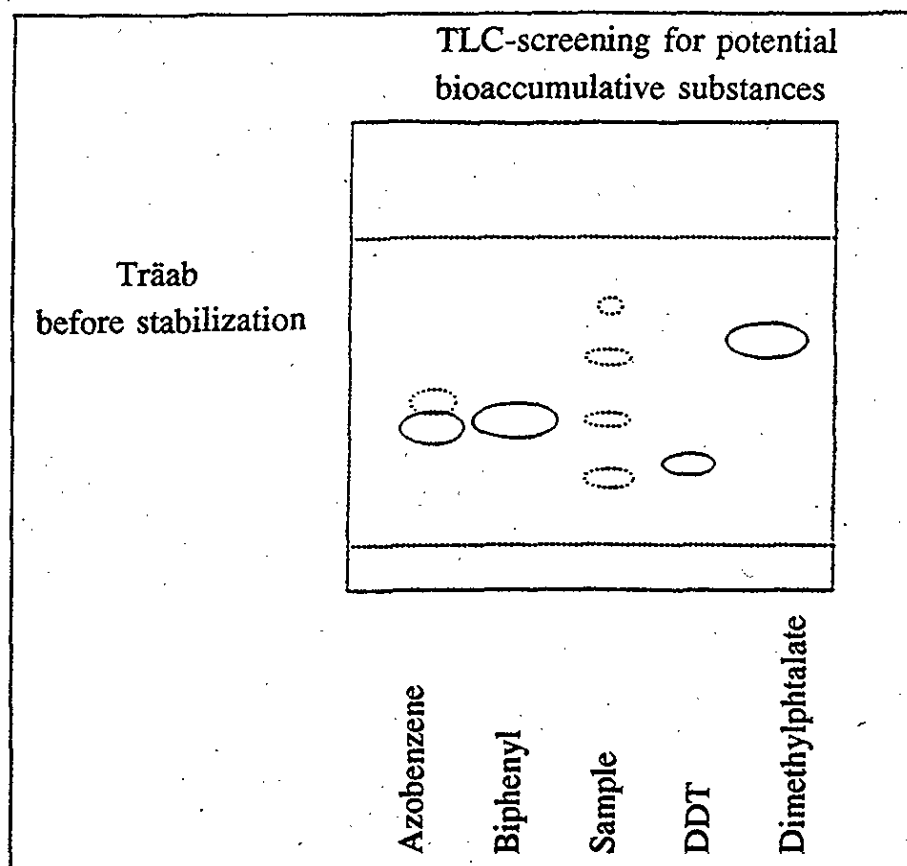 TLC-screening for potential
bioaccumulative substances
Träab
before stabilization
Azobenzene
Biphenyl
Sample
DDT
Dimethylphtalate